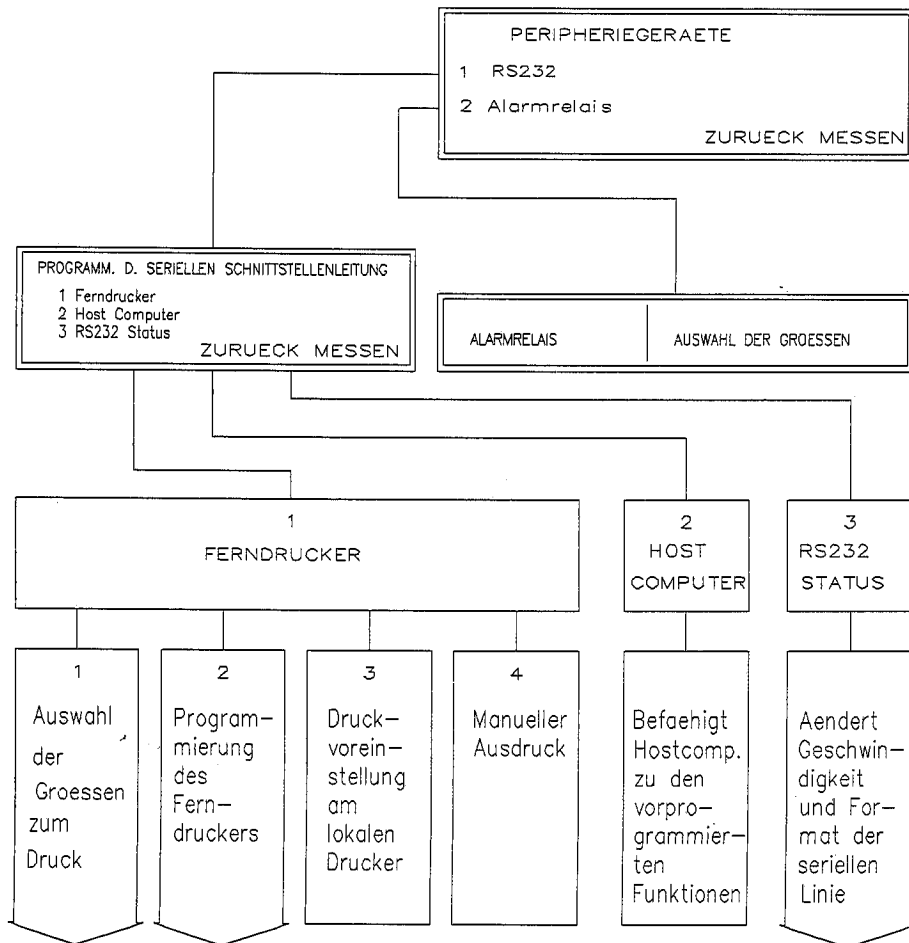 PERIPHERIEGERAETE
1 RS232
2 Alarmrelais
ZURUECK MESSEN
PROGRAMM. D. SERIELLEN SCHNITTSTELLENLEITUNG
1 Ferndrucker
2 Host Computer
3 RS232 Status
ZURUECK MESSEN
ALARMRELAIS
AUSWAHL DER GROESSEN
1
FERNDRUCKER
2
HOST
COMPUTER
3
RS232
STATUS
1
Auswahl
der
Groessen
zum
Druck
2
Program-
mierung
des
Fern-
druckers
3
Druck-
vorein-
stellung
am
lokalen
Drucker
4
Manueller
Ausdruck
Befaehigt
Hostcomp.
zu den
vorpro-
grammier-
ten
Funktionen
Aendert
Geschwin-
digkeit
und For-
mat der
seriellen
Linie